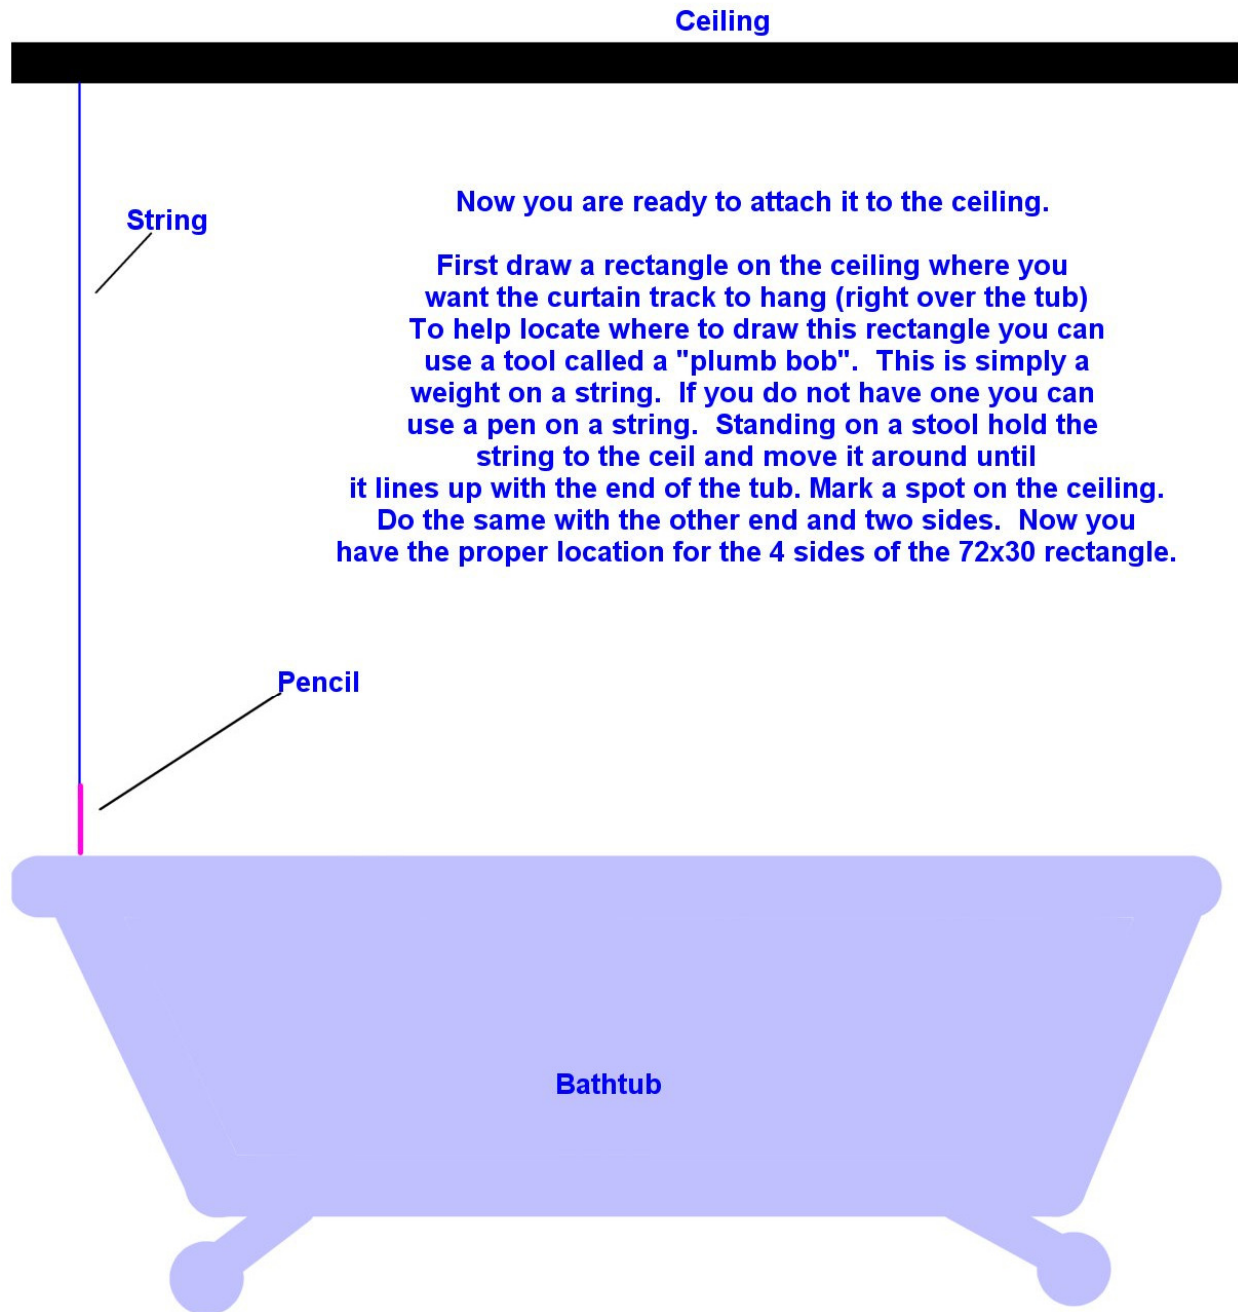 Ceiling
String
Now you are ready to attach it to the ceiling.
First draw a rectangle on the ceiling where you
want the curtain track to hang (right over the tub)
To help locate where to draw this rectangle you can
use a tool called a "plumb bob".  This is simply a
weight on a string.  If you do not have one you can
use a pen on a string.  Standing on a stool hold the
string to the ceil and move it around until
it lines up with the end of the tub. Mark a spot on the ceiling.
Do the same with the other end and two sides.  Now you
have the proper location for the 4 sides of the 72x30 rectangle.
Pencil
Bathtub